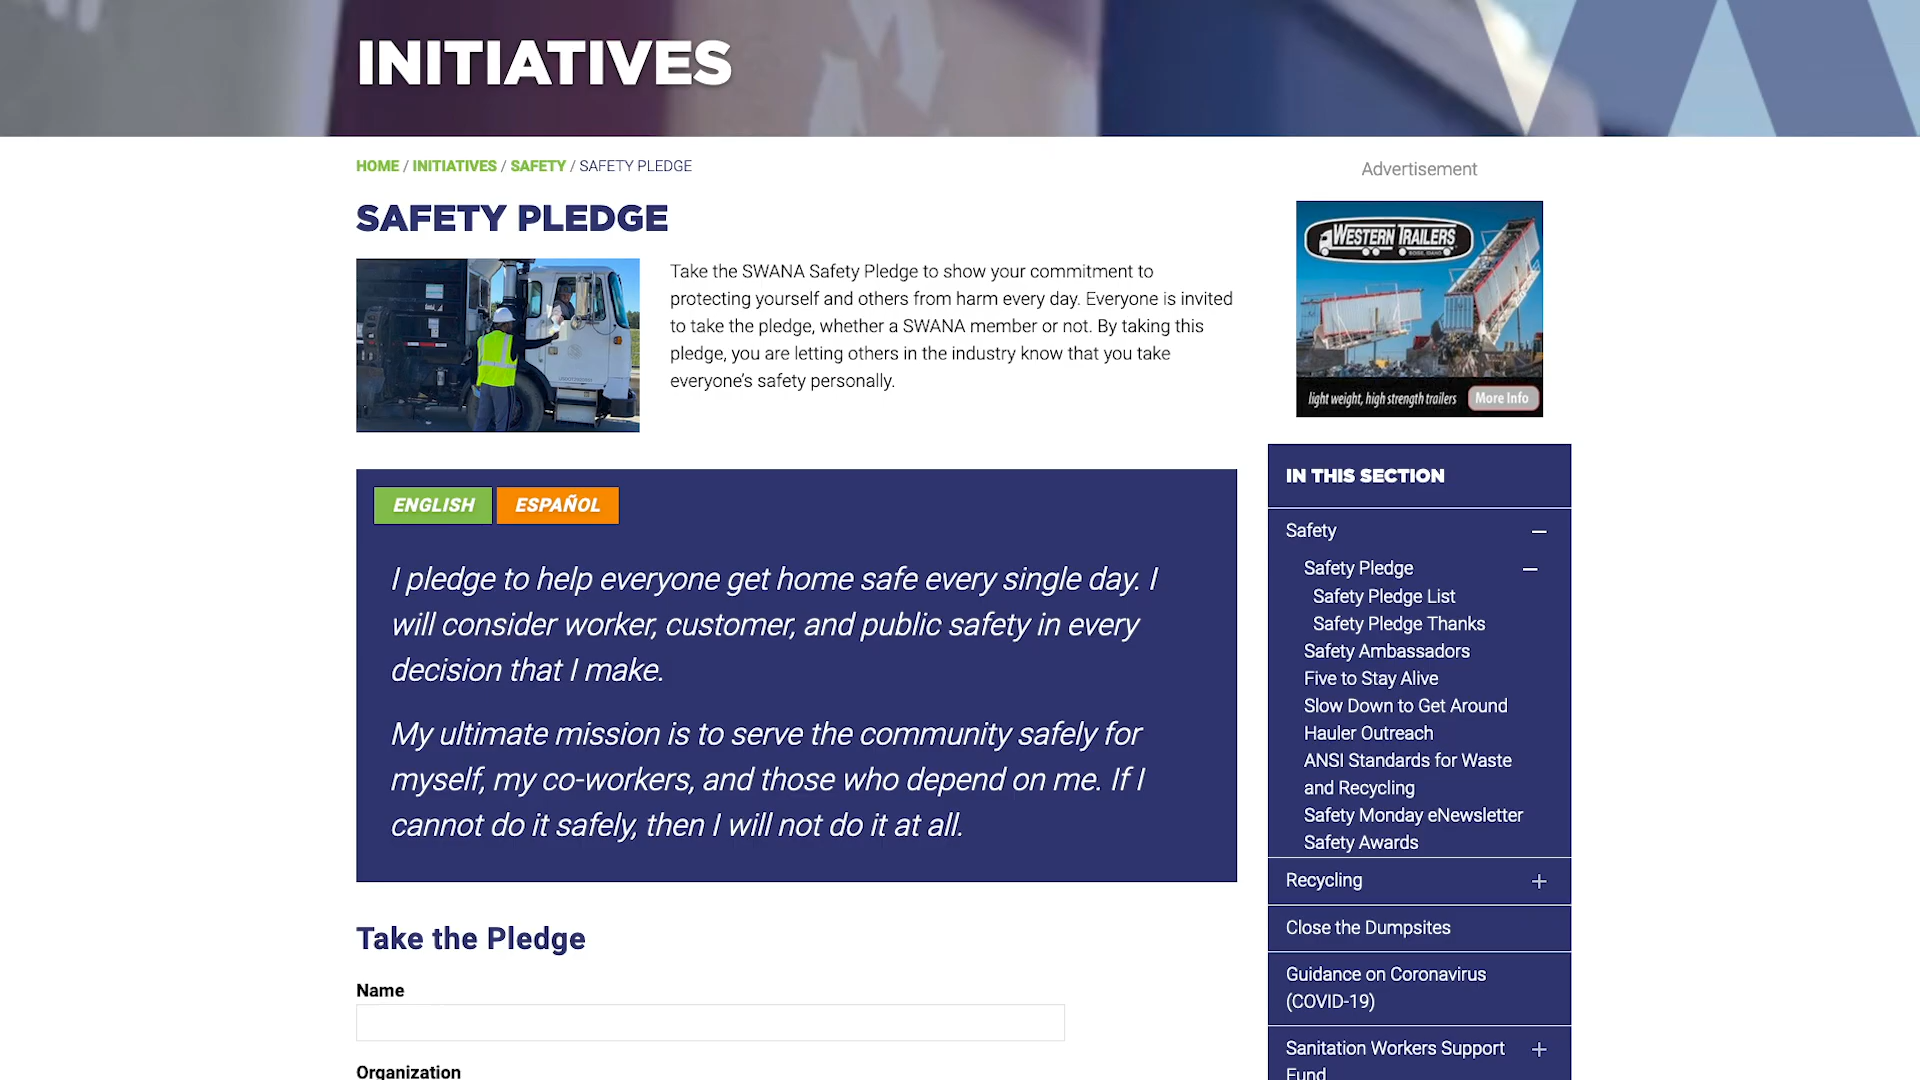 INITIATIVES
HOME / INITIATIVES / SAFETY / SAFETY PLEDGE
SAFETY PLEDGE
Take the SWANA Safety Pledge to show your commitment to
protecting yourself and others from harm every day. Everyone is invited
to take the pledge, whether a SWANA member or not. By taking this
pledge, you are letting others in the industry know that you take
everyone’s safety personally.
ENGLISH
ESPAÑOL
I pledge to help everyone get home safe every single day. I
will consider worker, customer, and public safety in every
decision that I make.
My ultimate mission is to serve the community safely for
myself, my co-workers, and those who depend on me. If I
cannot do it safely, then I will not do it at all.
Take the Pledge
Name
Organization
Advertisement
WESTERN TRAILERS
BOISE, IDAHO
light weight, high strength trailers
More Info
IN THIS SECTION
Safety
Safety Pledge
Safety Pledge List
Safety Pledge Thanks
Safety Ambassadors
Five to Stay Alive
Slow Down to Get Around
Hauler Outreach
ANSI Standards for Waste
and Recycling
Safety Monday eNewsletter
Safety Awards
Recycling
Close the Dumpsites
Guidance on Coronavirus
(COVID-19)
Sanitation Workers Support
Fund